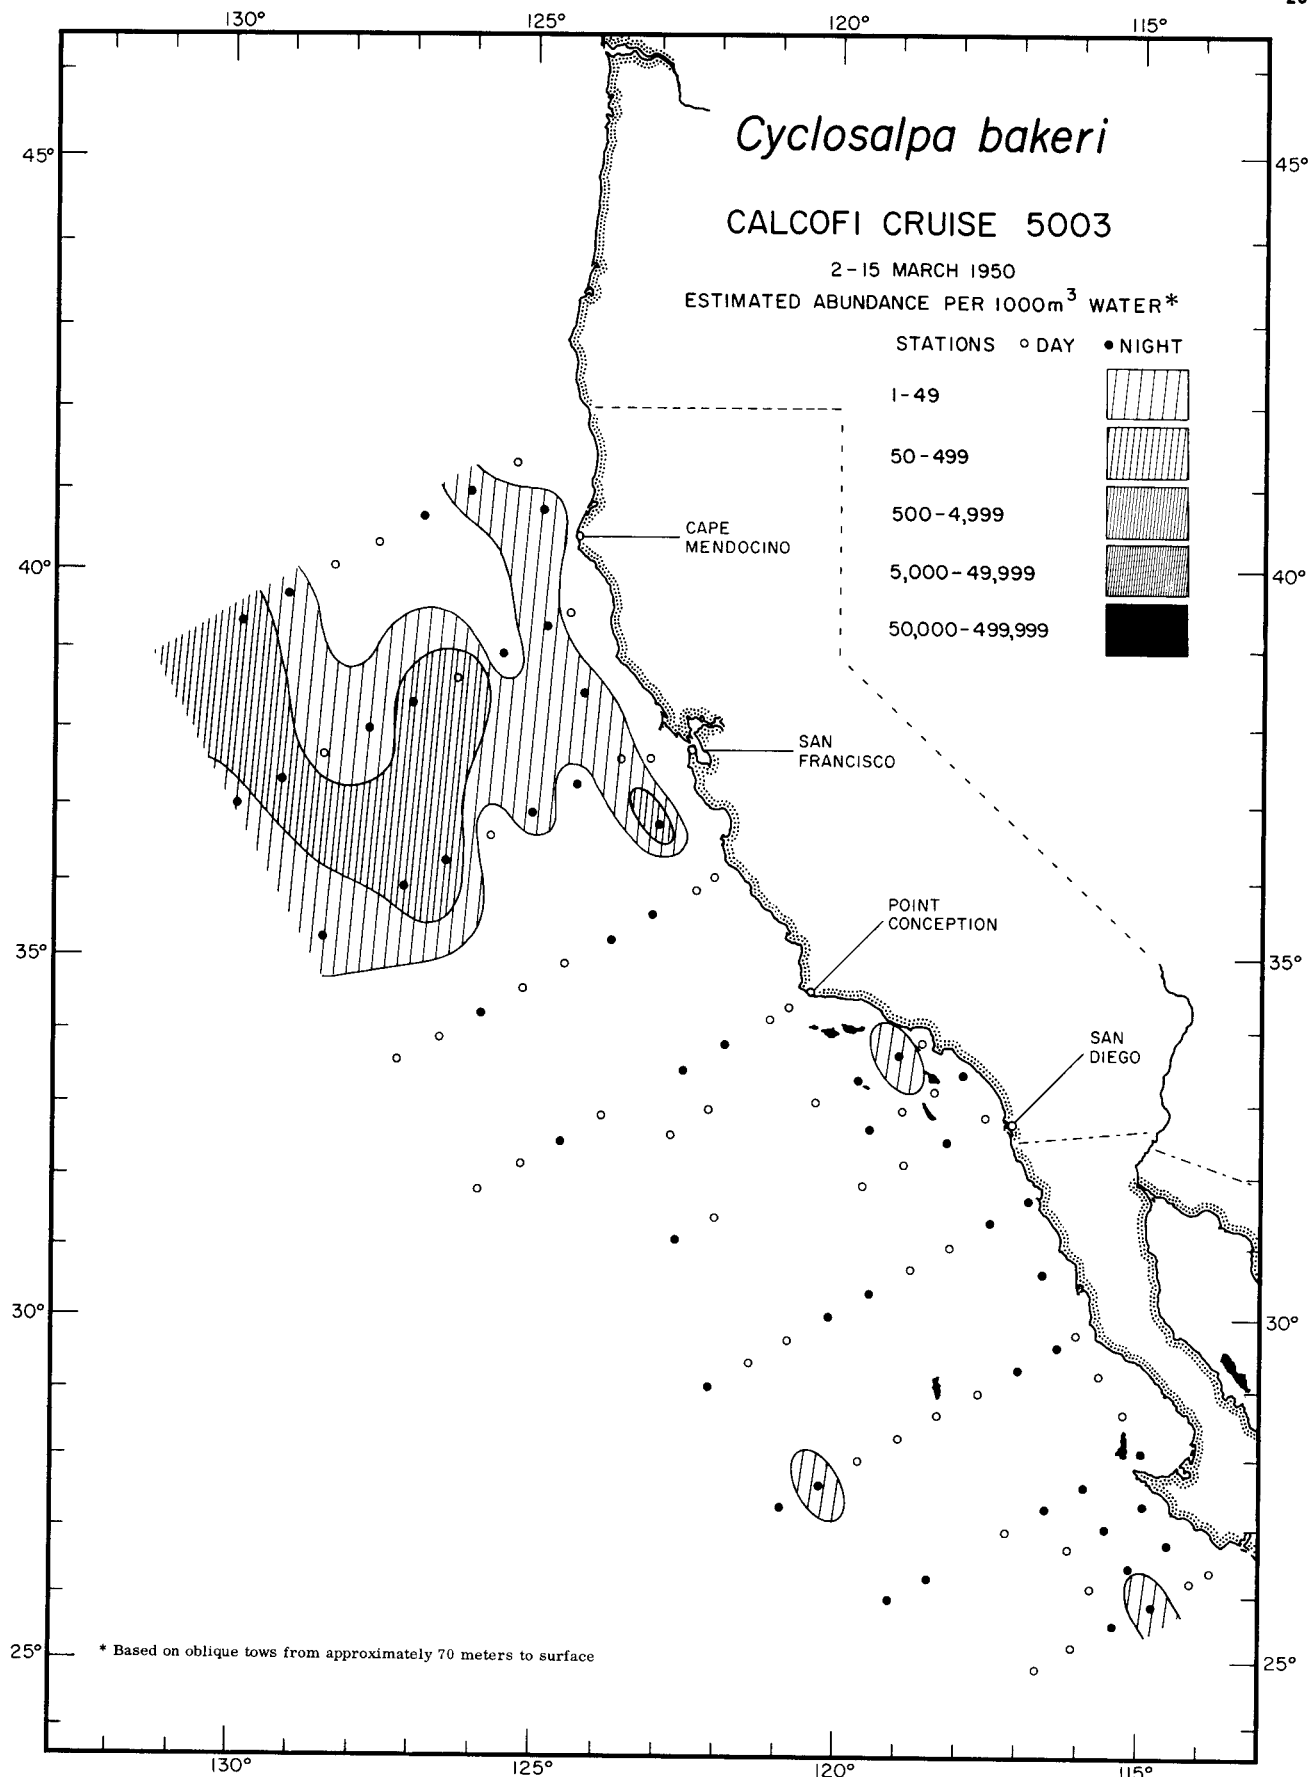 130° 125° 120° 115°
Cyclosalpa bakeri
45° 45°
CALCOFI CRUISE 5003
2-15 MARCH 1950
ESTIMATED ABUNDANCE PER 1000m³ WATER*
STATIONS ○ DAY ● NIGHT
1-49
50-499
500-4,999
CAPE
MENDOCINO
5,000-49,999
40° 40°
50,000-499,999
SAN
FRANCISCO
POINT
CONCEPTION
35° 35°
SAN
DIEGO
30° 30°
* Based on oblique tows from approximately 70 meters to surface
25° 25°
130° 125° 120° 115°